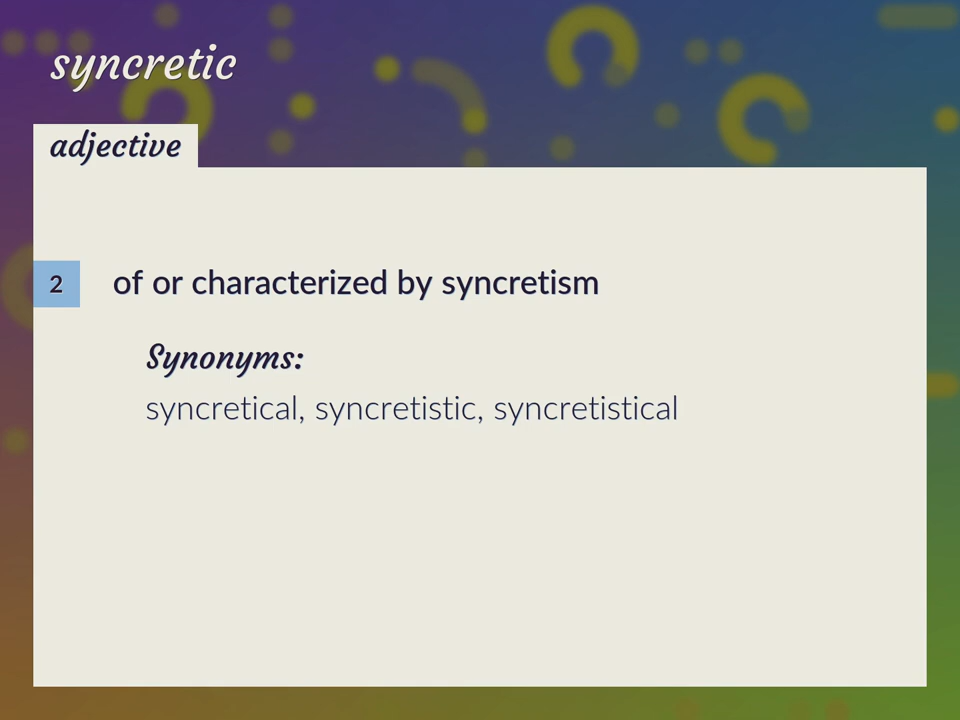 syncretic
adjective
2 of or characterized by syncretism
Synonyms:
syncretical, syncretistic, syncretistical